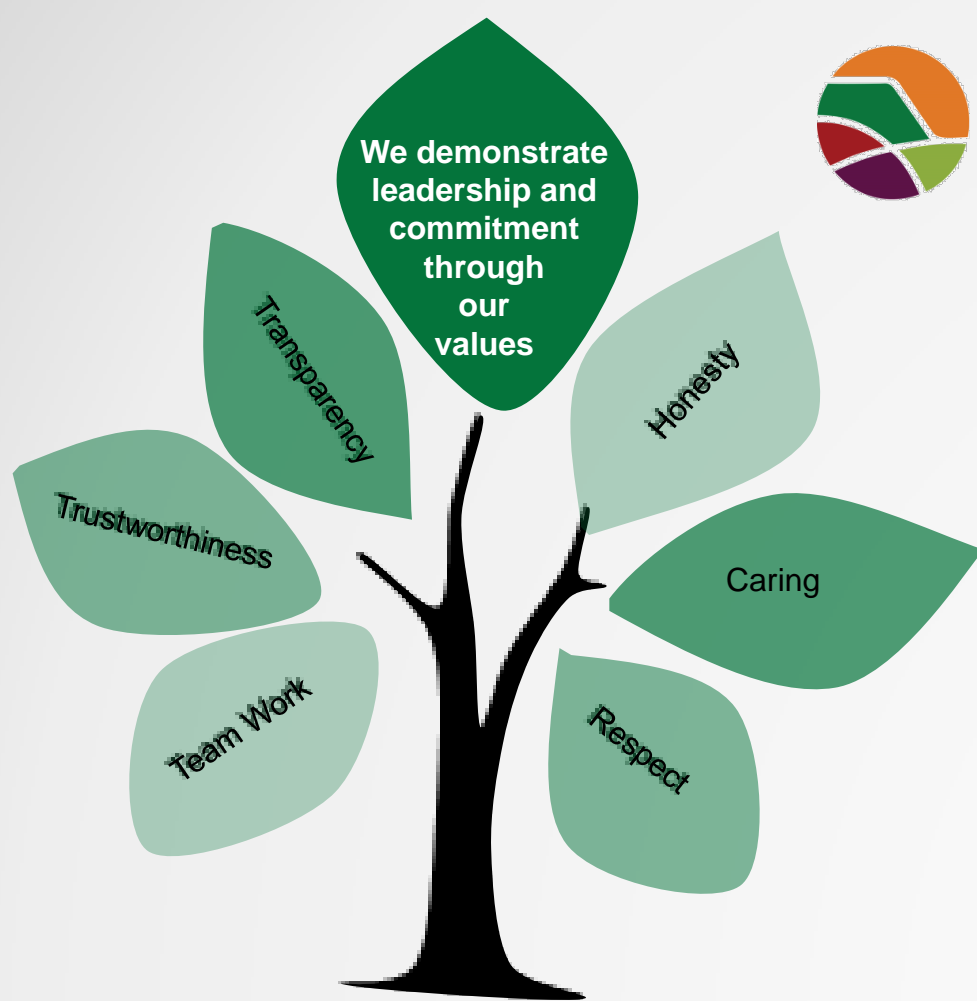 We demonstrate
leadership and
commitment
through
our
values
Transparency
Honesty
Trustworthiness
Caring
Team Work
Respect